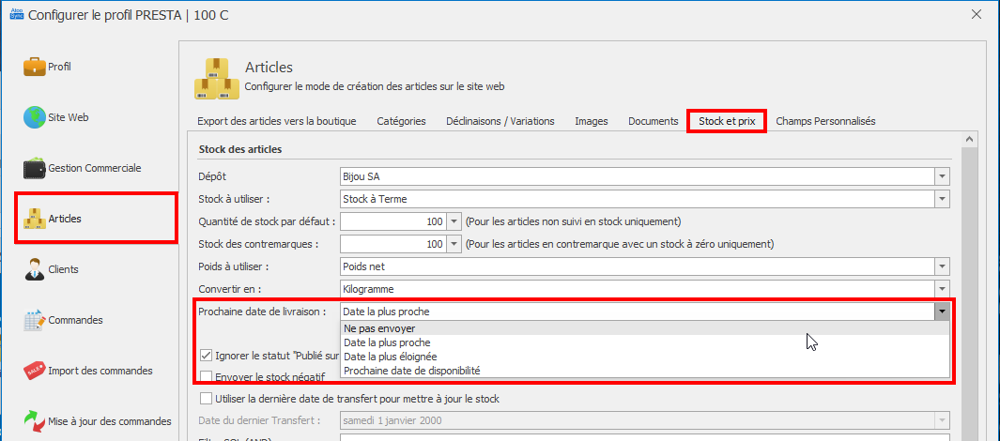 Atoo Sync
Configurer le profil PRESTA | 100 C
Profil
Site Web
Gestion Commerciale
Articles
Clients
Commandes
Import des commandes
Mise à jour des commandes
Articles
Configurer le mode de création des articles sur le site web
Export des articles vers la boutique Catégories Déclinaisons / Variations Images Documents Stock et prix Champs Personnalisés
Stock des articles
Dépôt Bijou SA
Stock à utiliser : Stock à Terme
Quantité de stock par défaut : 100 (Pour les articles non suivi en stock uniquement)
Stock des contremarques : 100 (Pour les articles en contremarque avec un stock à zéro uniquement)
Poids à utiliser : Poids net
Convertir en : Kilogramme
Prochaine date de livraison : Date la plus proche
Ne pas envoyer
Date la plus proche
Date la plus éloignée
Prochaine date de disponibilité
Ignorer le statut "Publié sur
Envoyer le stock négatif
Utiliser la dernière date de transfert pour mettre à jour le stock
Date du dernier Transfert : samedi 1 janvier 2000